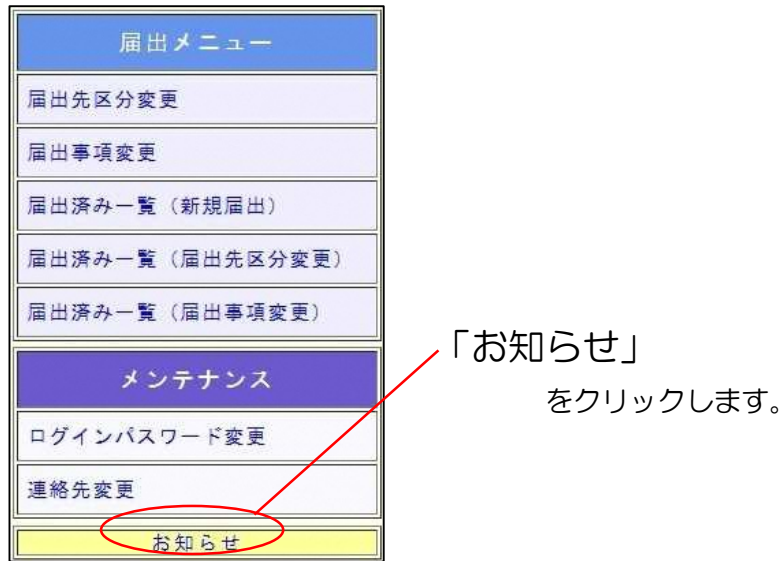 届出メニュー
届出先区分変更
届出事項変更
届出済み一覧（新規届出）
届出済み一覧（届出先区分変更）
届出済み一覧（届出事項変更）
メンテナンス
ログインパスワード変更
連絡先変更
お知らせ
「お知らせ」
をクリックします。